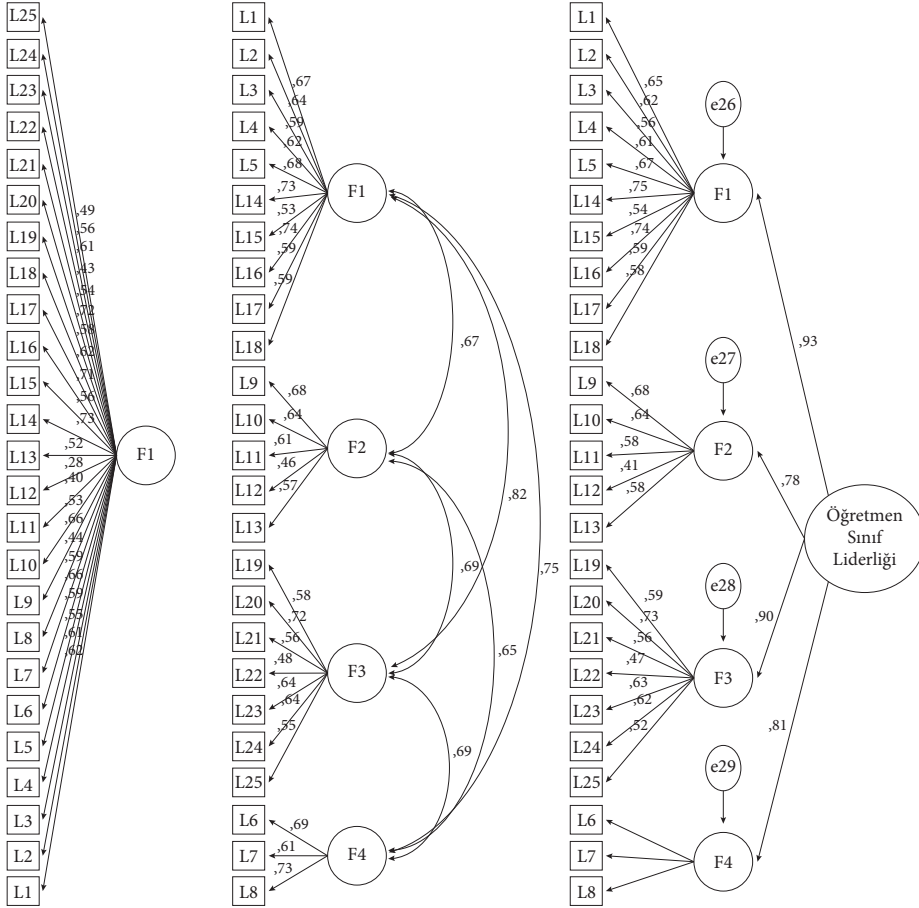 L25
L24
L23
L22
L21
L20
L19
L18
L17
L16
L15
L14
L13
L12
L11
L10
L9
L8
L7
L6
L5
L4
L3
L2
L1
,49
,56
,61
,43
,54
,72
,58
,62
,71
,56
,73
,52
,28
,40
,53
,66
,44
,59
,66
,59
,55
,61
,62
F1
L1
L2
L3
L4
L5
L14
L15
L16
L17
L18
,67
,64
,59
,62
,68
,73
,53
,74
,59
,59
F1
L9
L10
L11
L12
L13
,68
,64
,61
,46
,57
F2
L19
L20
L21
L22
L23
L24
L25
,58
,72
,56
,48
,64
,64
,55
F3
L6
L7
L8
,69
,61
,73
F4
,67
,82
,69
,75
,65
,69
L1
L2
L3
L4
L5
L14
L15
L16
L17
L18
,65
,62
,56
,61
,67
,75
,54
,74
,59
,58
e26
F1
L9
L10
L11
L12
L13
,68
,64
,58
,41
,58
e27
F2
L19
L20
L21
L22
L23
L24
L25
,59
,73
,56
,47
,63
,62
,52
e28
F3
L6
L7
L8
e29
F4
,93
,78
,90
,81
Öğretmen
Sınıf
Liderliği